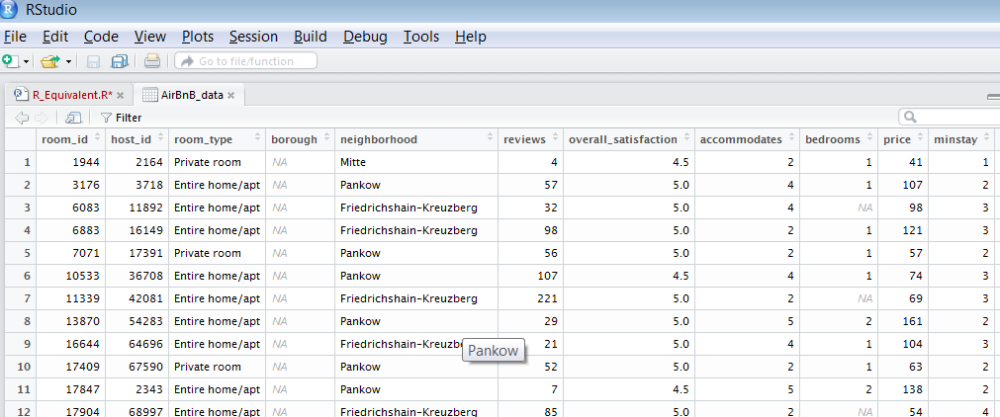 RStudio
File Edit Code View Plots Session Build Debug Tools Help
Go to file/function
R_Equivalent.R* AirBnB_data
Filter
room_id host_id room_type borough neighborhood reviews overall_satisfaction accommodates bedrooms price minstay
1 1944 2164 Private room NA Mitte 4 4.5 2 1 41 1
2 3176 3718 Entire home/apt NA Pankow 57 5.0 4 1 107 2
3 6083 11892 Entire home/apt NA Friedrichshain-Kreuzberg 32 5.0 4 NA 98 3
4 6883 16149 Entire home/apt NA Friedrichshain-Kreuzberg 98 5.0 2 1 121 3
5 7071 17391 Private room NA Pankow 56 5.0 2 1 57 2
6 10533 36708 Entire home/apt NA Pankow 107 4.5 4 1 74 3
7 11339 42081 Entire home/apt NA Friedrichshain-Kreuzberg 221 5.0 2 NA 69 3
8 13870 54283 Entire home/apt NA Pankow 29 5.0 5 2 161 2
9 16644 64696 Entire home/apt NA Friedrichshain-Kreuzbe 21 5.0 4 1 104 3
Pankow
10 17409 67590 Private room NA Pankow 52 5.0 2 1 63 2
11 17847 2343 Entire home/apt NA Pankow 7 4.5 5 2 138 2
12 17904 68997 Entire home/apt NA Friedrichshain-Kreuzberg 85 5.0 2 NA 54 4